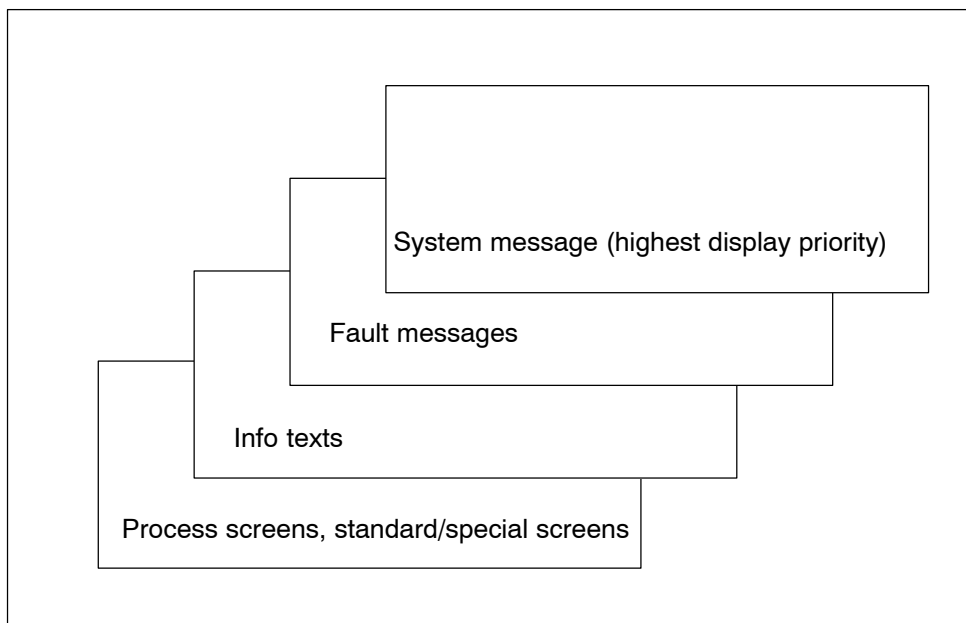 System message (highest display priority)
Fault messages
Info texts
Process screens, standard/special screens